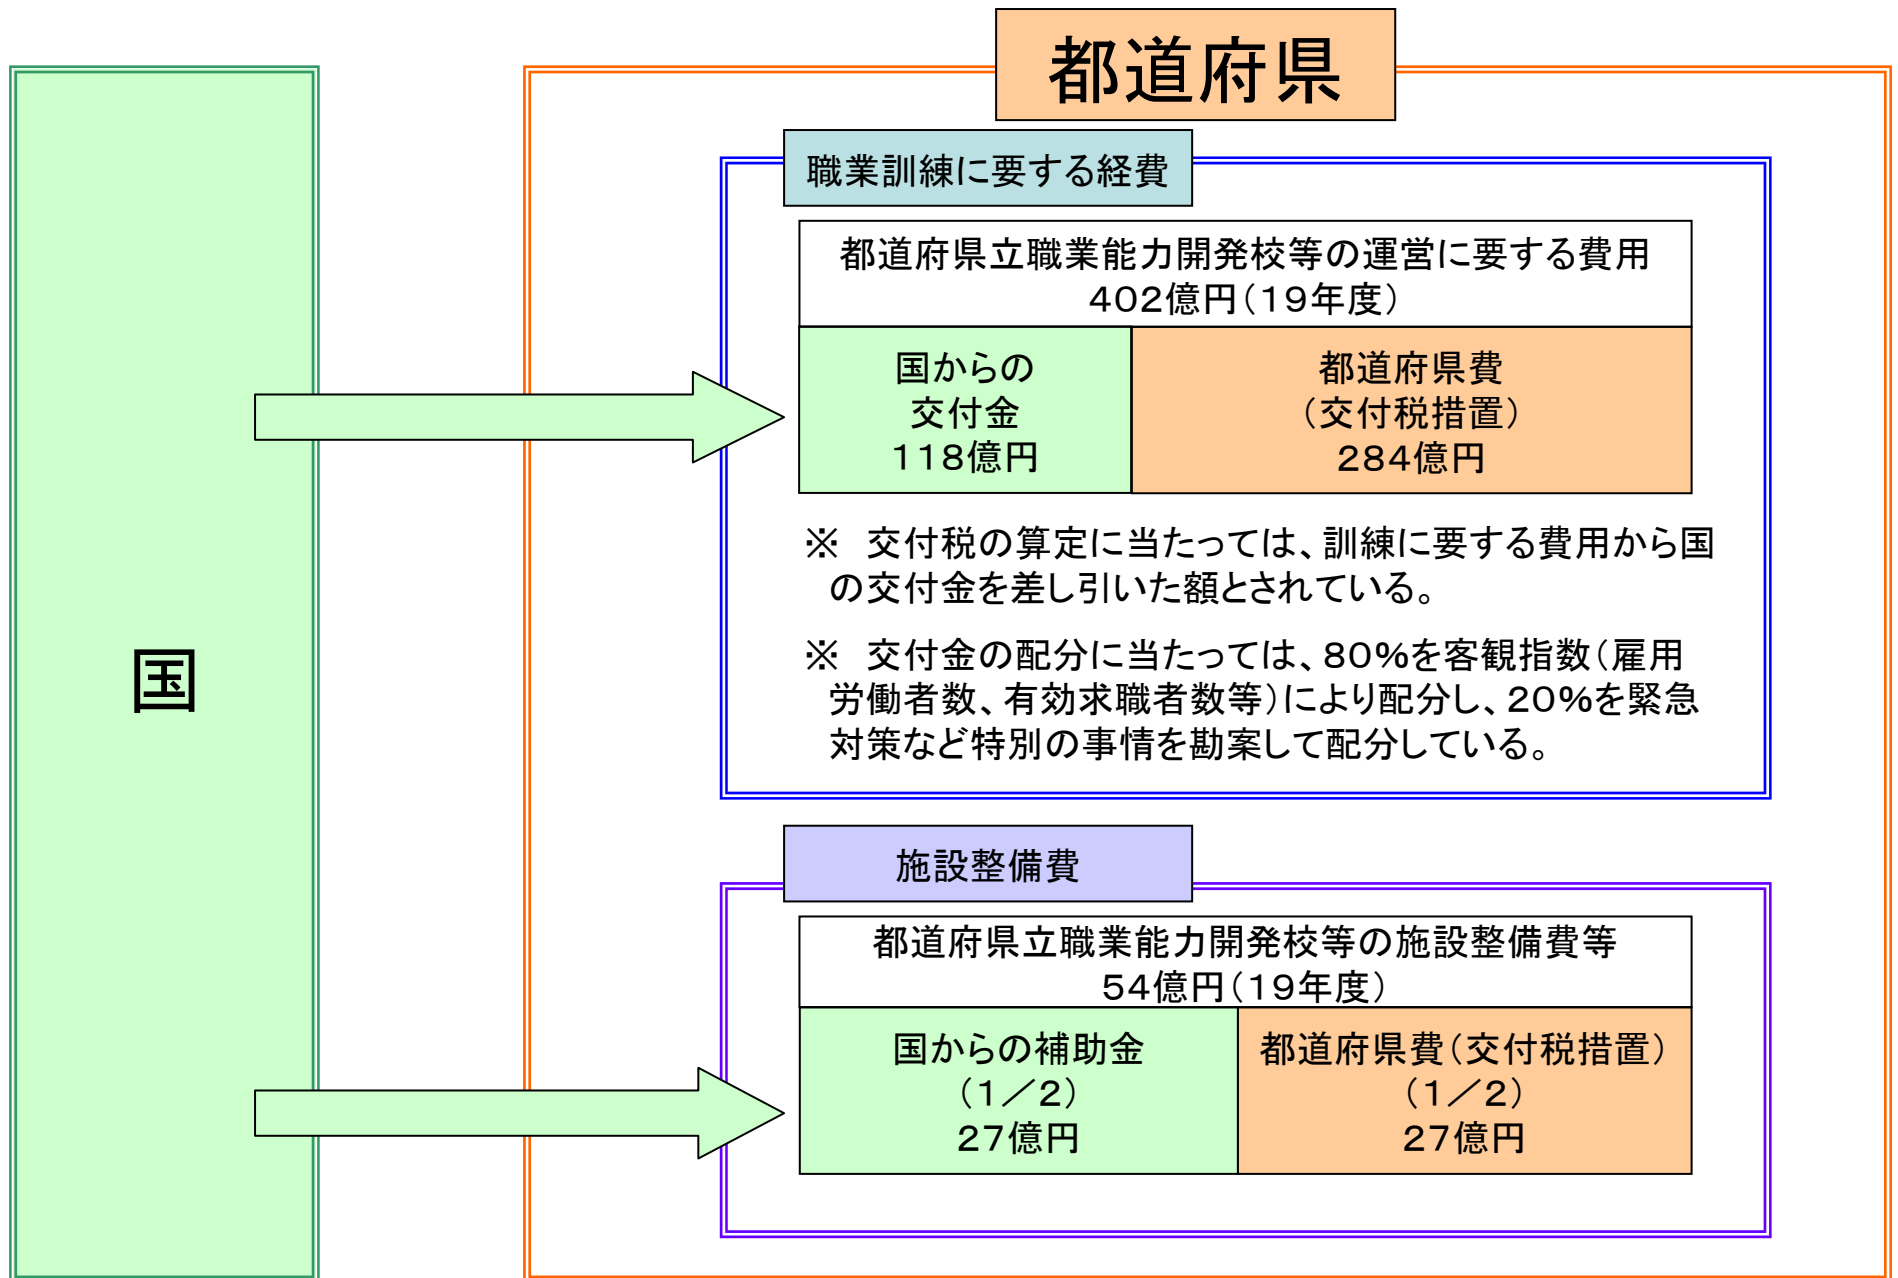 都道府県
国
職業訓練に要する経費
都道府県立職業能力開発校等の運営に要する費用
402億円(19年度)
国からの
交付金
118億円
都道府県費
(交付税措置)
284億円
※ 交付税の算定に当たっては、訓練に要する費用から国
の交付金を差し引いた額とされている。
※ 交付金の配分に当たっては、80%を客観指数(雇用
労働者数、有効求職者数等)により配分し、20%を緊急
対策など特別の事情を勘案して配分している。
施設整備費
都道府県立職業能力開発校等の施設整備費等
54億円(19年度)
国からの補助金
(1/2)
27億円
都道府県費(交付税措置)
(1/2)
27億円